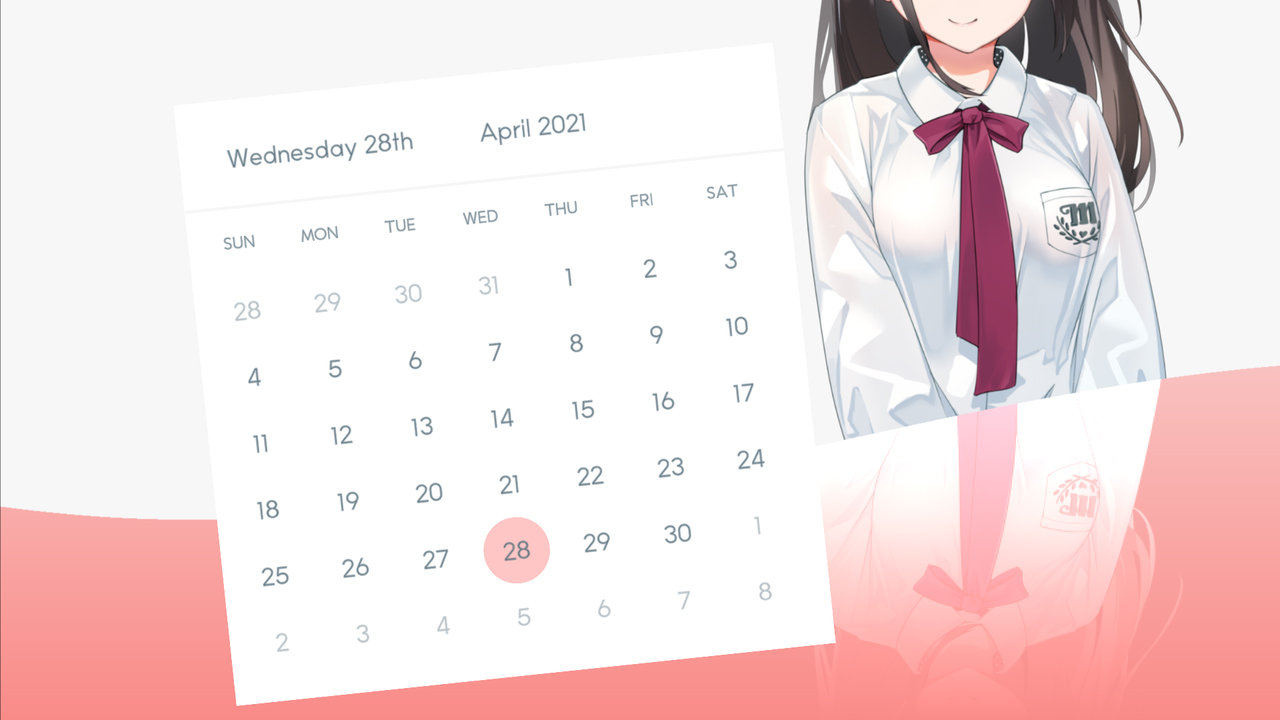 Wednesday 28th April 2021
SUN MON TUE WED THU FRI SAT
28 29 30 31 1 2 3
4 5 6 7 8 9 10
11 12 13 14 15 16 17
18 19 20 21 22 23 24
25 26 27 28 29 30 1
2 3 4 5 6 7 8
m